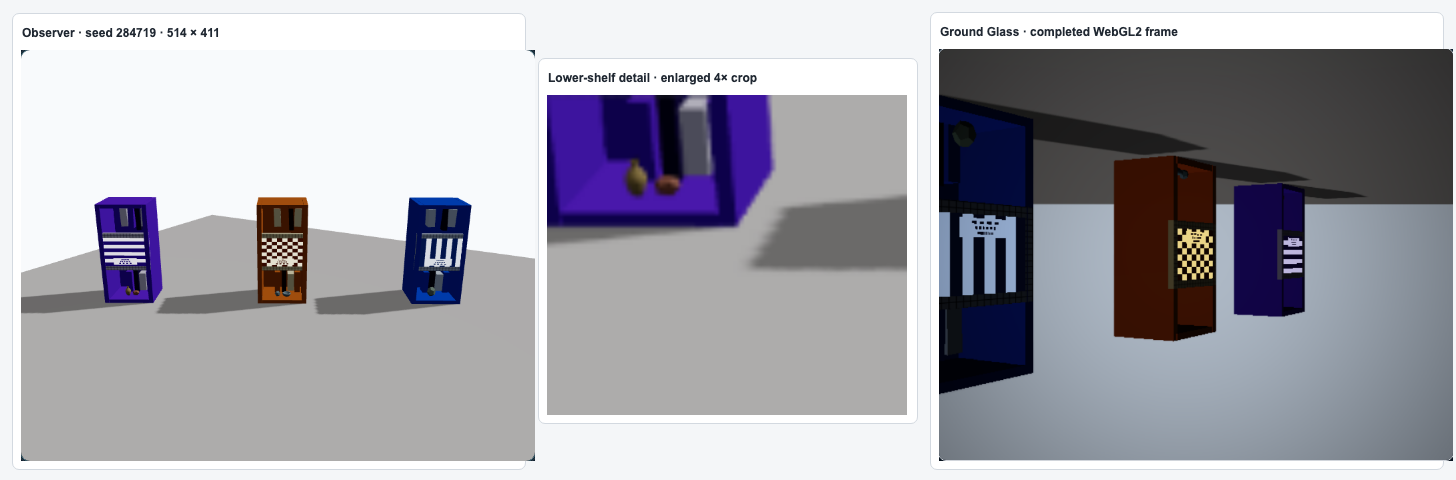 Observer · seed 284719 · 514 × 411
Lower-shelf detail · enlarged 4× crop
Ground Glass · completed WebGL2 frame